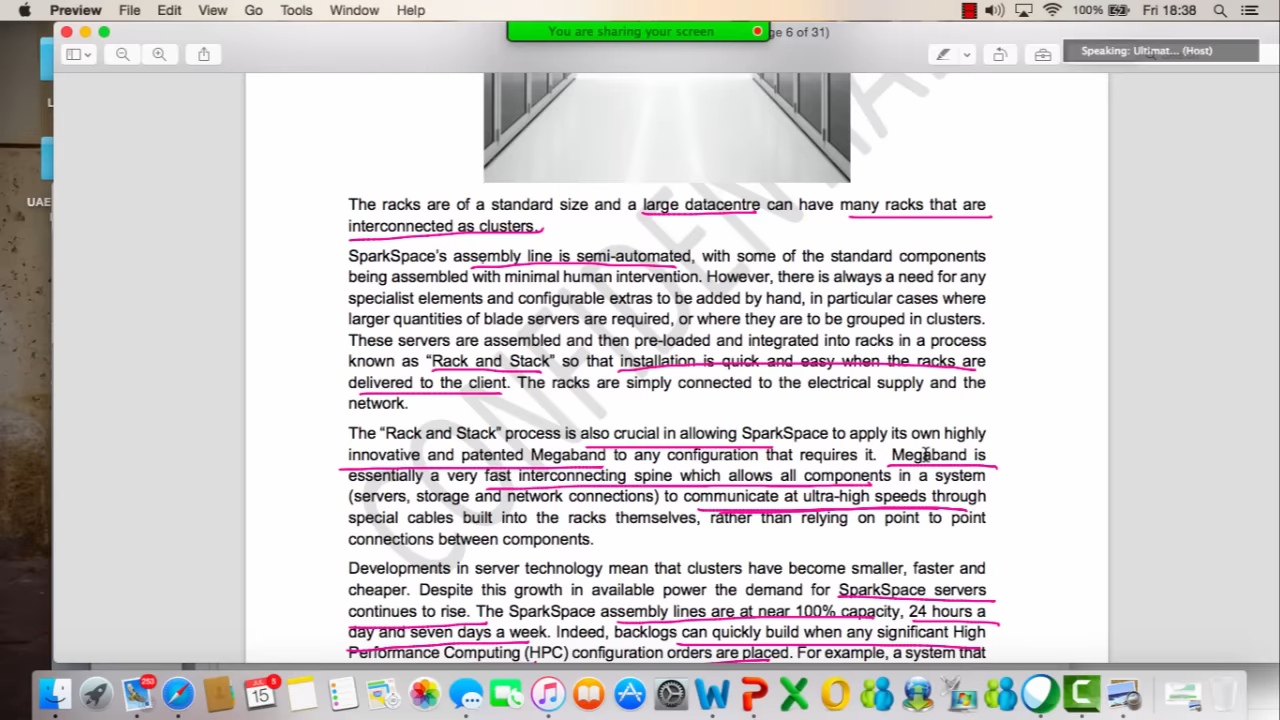 Preview File Edit View Go Tools Window Help 100% Fri 18:38
You are sharing your screen
ge 6 of 31)
Speaking: Ultimat... (Host)
CONFIDENTIAL
UAE
The racks are of a standard size and a large datacentre can have many racks that are
interconnected as clusters.
SparkSpace's assembly line is semi-automated, with some of the standard components
being assembled with minimal human intervention. However, there is always a need for any
specialist elements and configurable extras to be added by hand, in particular cases where
larger quantities of blade servers are required, or where they are to be grouped in clusters.
These servers are assembled and then pre-loaded and integrated into racks in a process
known as “Rack and Stack” so that installation is quick and easy when the racks are
delivered to the client. The racks are simply connected to the electrical supply and the
network.
The “Rack and Stack” process is also crucial in allowing SparkSpace to apply its own highly
innovative and patented Megaband to any configuration that requires it. Megaband is
essentially a very fast interconnecting spine which allows all components in a system
(servers, storage and network connections) to communicate at ultra-high speeds through
special cables built into the racks themselves, rather than relying on point to point
connections between components.
Developments in server technology mean that clusters have become smaller, faster and
cheaper. Despite this growth in available power the demand for SparkSpace servers
continues to rise. The SparkSpace assembly lines are at near 100% capacity, 24 hours a
day and seven days a week. Indeed, backlogs can quickly build when any significant High
Performance Computing (HPC) configuration orders are placed. For example, a system that
253
15
5